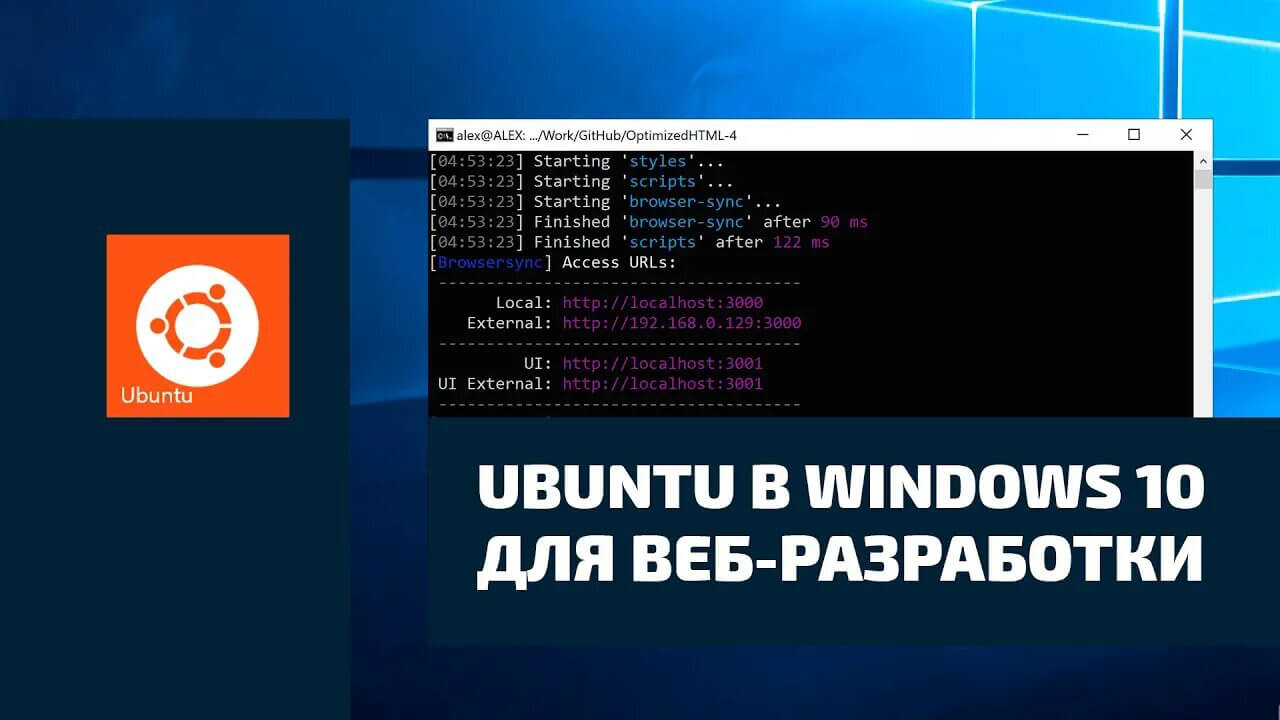 Ubuntu
alex@ALEX: .../Work/GitHub/OptimizedHTML-4
[04:53:23] Starting 'styles'...
[04:53:23] Starting 'scripts'...
[04:53:23] Starting 'browser-sync'...
[04:53:23] Finished 'browser-sync' after 90 ms
[04:53:23] Finished 'scripts' after 122 ms
[Browsersync] Access URLs:
--------------------------------------
Local: http://localhost:3000
External: http://192.168.0.129:3000
--------------------------------------
UI: http://localhost:3001
UI External: http://localhost:3001
--------------------------------------
UBUNTU В WINDOWS 10
ДЛЯ ВЕБ-РАЗРАБОТКИ